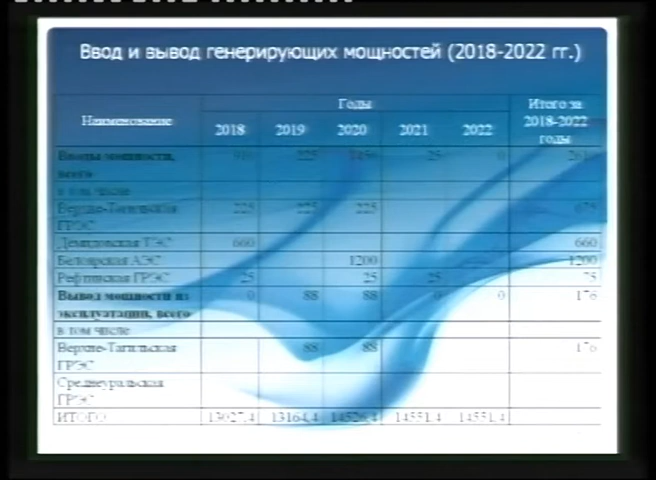 Ввод и вывод генерирующих мощностей (2018-2022 гг.)
Наименование Годы Итого за
2018 2019 2020 2021 2022 2018-2022
годы
Вводы мощности, 225 25 0
всего
в том числе
Верхне-Тагильская 225 225 225 675
ГРЭС
Демидовская ТЭС 660 660
Белоярская АЭС 1200 1200
Рефтинская ГРЭС 25 25 25 75
Вывод мощности из 0 88 88 0 0 176
эксплуатации, всего
в том числе
Верхне-Тагильская 88 88 176
ГРЭС
Среднеуральская
ГРЭС
ИТОГО 13027,4 13164,4 14526,4 14551,4 14551,4